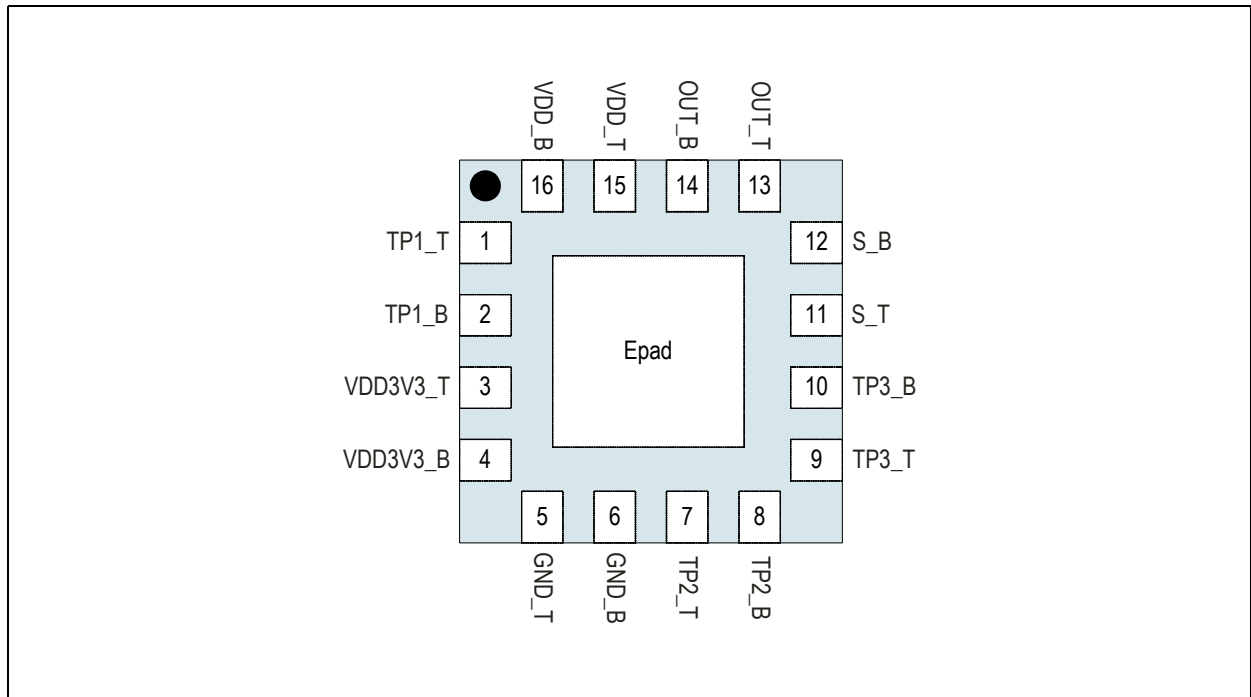 VDD_B
VDD_T
OUT_B
OUT_T
16
15
14
13
TP1_T 1
12 S_B
TP1_B 2
11 S_T
Epad
VDD3V3_T 3
10 TP3_B
VDD3V3_B 4
9 TP3_T
5
6
7
8
GND_T
GND_B
TP2_T
TP2_B